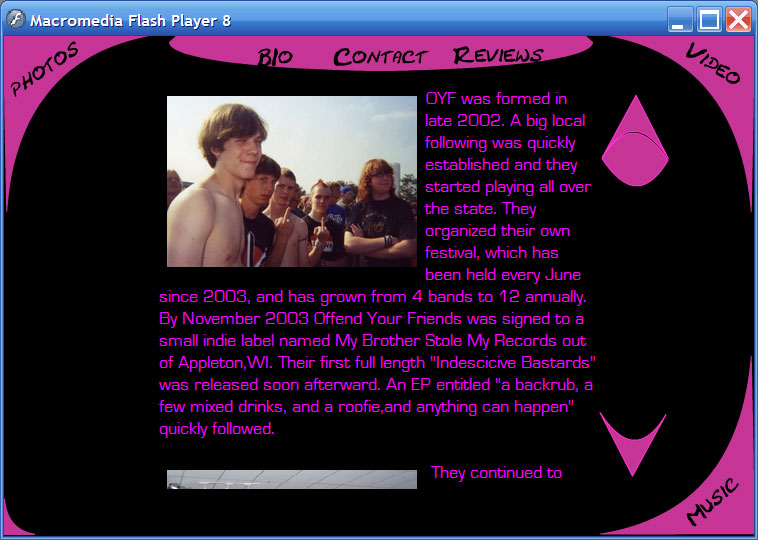 Macromedia Flash Player 8
PHOTOS
BIO
CONTACT
REVIEWS
VIDEO
OYF was formed in
late 2002. A big local
following was quickly
established and they
started playing all over
the state. They
organized their own
festival, which has
been held every June
since 2003, and has grown from 4 bands to 12 annually.
By November 2003 Offend Your Friends was signed to a
small indie label named My Brother Stole My Records out
of Appleton,WI. Their first full length "Indescicive Bastards"
was released soon afterward. An EP entitled "a backrub, a
few mixed drinks, and a roofie,and anything can happen"
quickly followed.
They continued to
MUSIC